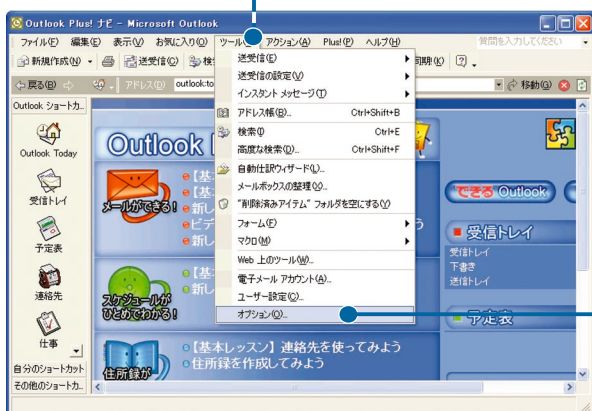 Outlook Plus! ナビ - Microsoft Outlook
ファイル(F) 編集(E) 表示(V) お気に入り(O) ツール アクション(A) Plus!(P) ヘルプ(H)
質問を入力してください
新規作成(N) 送受信(C) 検
同期(K)
戻る(B) アドレス(D) outlook:to
移動(G)
Outlook ショートカ...
Outlook Today
受信トレイ
予定表
連絡先
仕事
自分のショートカット
その他のショートカ...
送受信(E)
送受信の設定(V)
インスタント メッセージ(T)
アドレス帳(B)... Ctrl+Shift+B
検索(I) Ctrl+E
高度な検索(D)... Ctrl+Shift+F
自動仕訳ウィザード(L)...
メールボックスの整理(X)...
"削除済みアイテム" フォルダを空にする(Y)
フォーム(F)
マクロ(M)
Web 上のツール(W)...
電子メール アカウント(A)...
ユーザー設定(C)...
オプション(O)...
Outlook
メールができる!
【基
【基
新し
ビデ
新し
スケジュールが
ひとめでわかる!
【基
新し
住所録が
【基本レッスン】連絡先を使ってみよう
住所録を作成してみよう
できる Outlook
受信トレイ
受信トレイ
下書き
送信トレイ
予定表